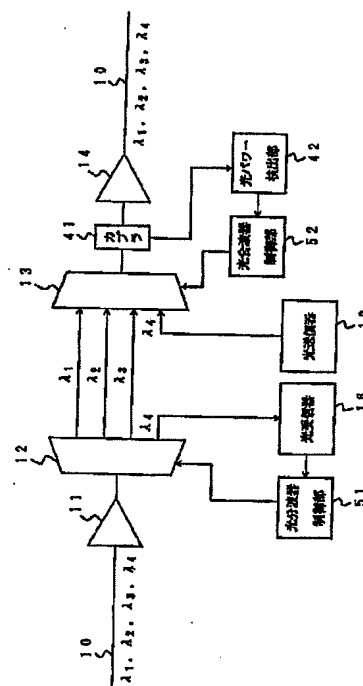 10
λ1, λ2, λ3, λ4
11
12
λ1
λ2
λ3
λ4
λ4
13
41
カプラ
14
10
λ1, λ2, λ3, λ4
光パワー
検出部
42
光合波器
制御部
52
光送信器
光受信器
光分波器
制御部
51